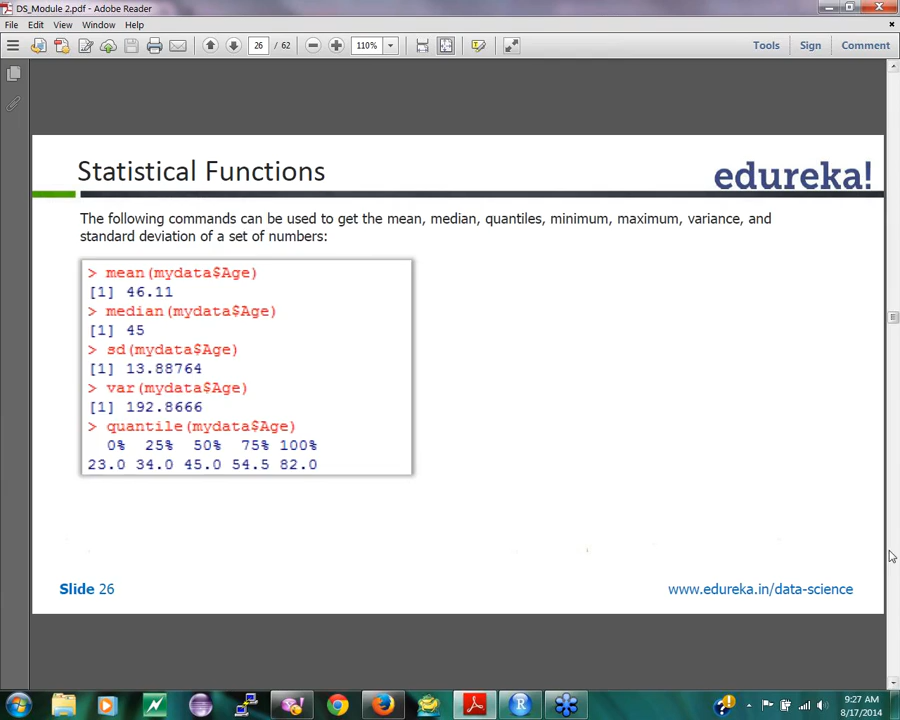 DS_Module 2.pdf - Adobe Reader
File Edit View Window Help
26 / 62 110% Tools Sign Comment
Statistical Functions
edureka!
The following commands can be used to get the mean, median, quantiles, minimum, maximum, variance, and
standard deviation of a set of numbers:
> mean(mydata$Age)
[1] 46.11
> median(mydata$Age)
[1] 45
> sd(mydata$Age)
[1] 13.88764
> var(mydata$Age)
[1] 192.8666
> quantile(mydata$Age)
0% 25% 50% 75% 100%
23.0 34.0 45.0 54.5 82.0
Slide 26
www.edureka.in/data-science
9:27 AM
8/17/2014